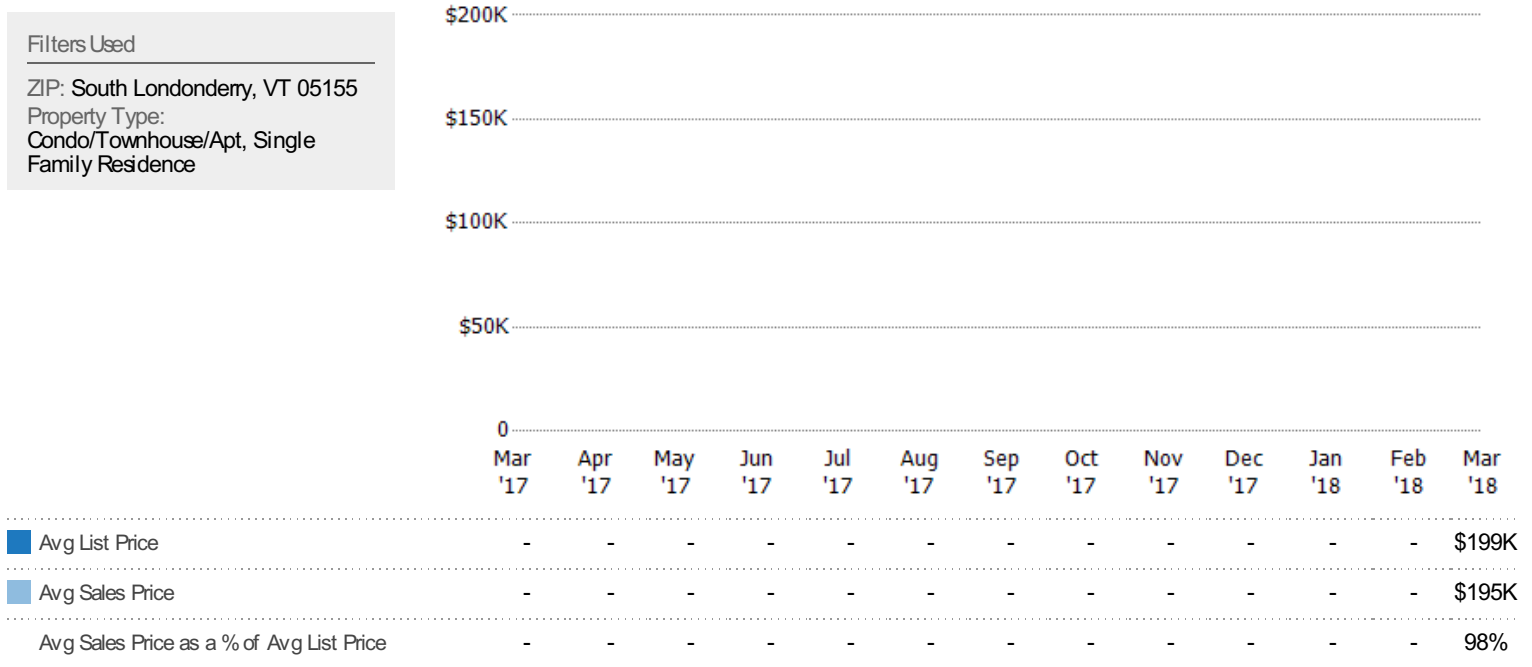 Filters Used
ZIP: South Londonderry, VT 05155
Property Type:
Condo/Townhouse/Apt, Single
Family Residence
$200K
$150K
$100K
$50K
0
Mar Apr May Jun Jul Aug Sep Oct Nov Dec Jan Feb Mar
'17 '17 '17 '17 '17 '17 '17 '17 '17 '17 '18 '18 '18
Avg List Price - - - - - - - - - - - - $199K
Avg Sales Price - - - - - - - - - - - - $195K
Avg Sales Price as a % of Avg List Price - - - - - - - - - - - - 98%